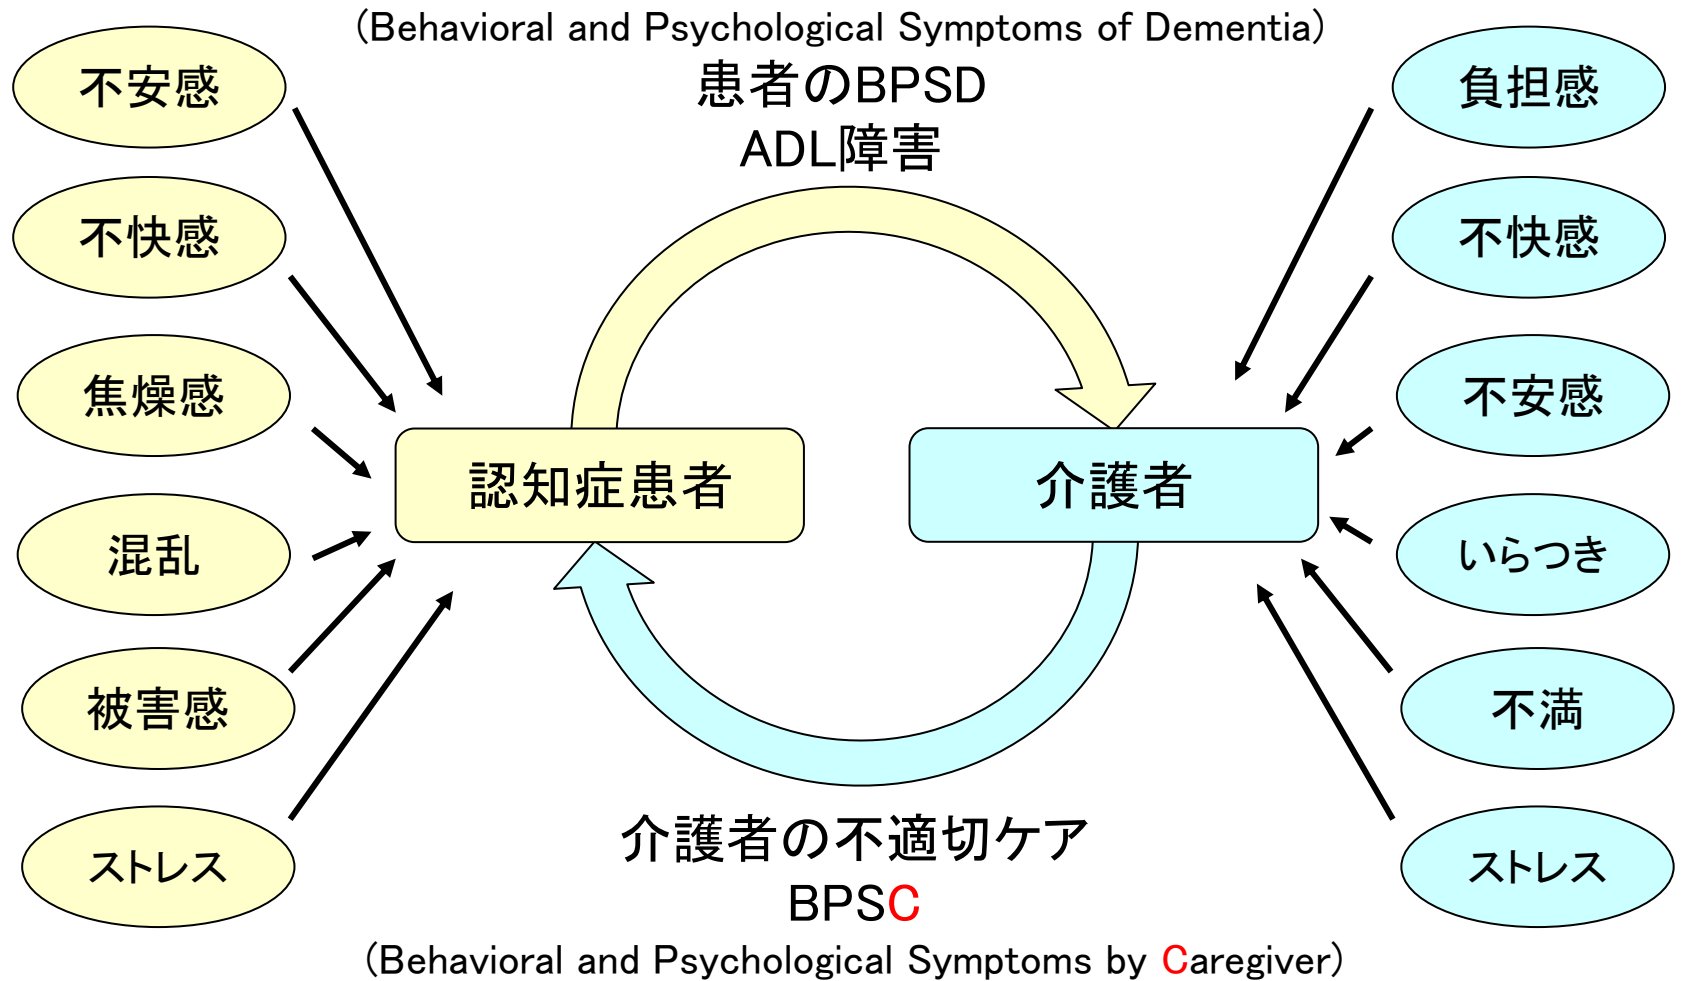 (Behavioral and Psychological Symptoms of Dementia)
患者のBPSD
ADL障害
不安感
不快感
焦燥感
混乱
被害感
ストレス
認知症患者
介護者
負担感
不快感
不安感
いらつき
不満
ストレス
介護者の不適切ケア
BPSC
(Behavioral and Psychological Symptoms by Caregiver)